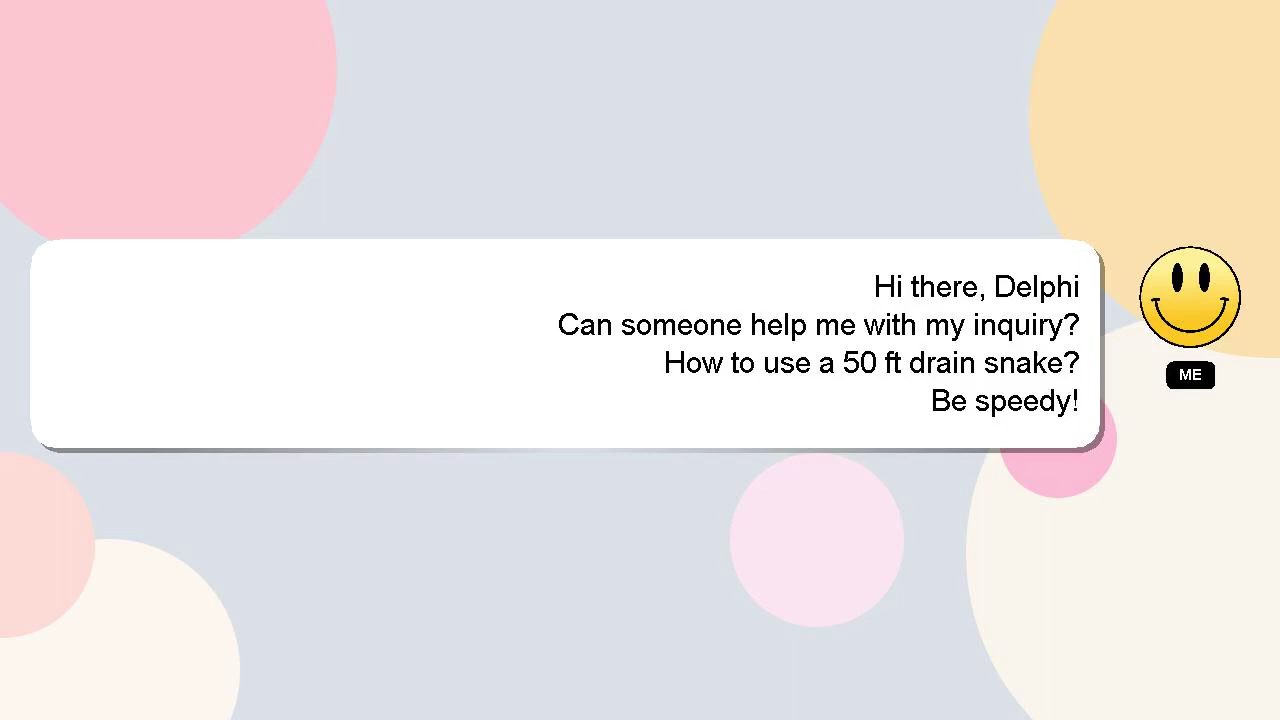 Hi there, Delphi
Can someone help me with my inquiry?
How to use a 50 ft drain snake?
Be speedy!
ME